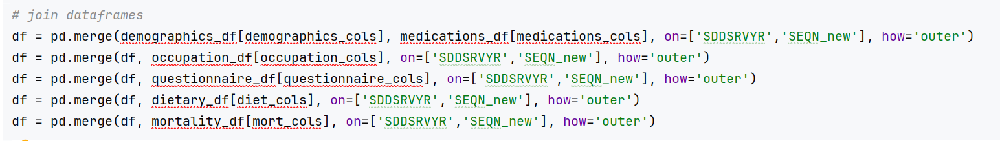 # join dataframes
df = pd.merge(demographics_df[demographics_cols], medications_df[medications_cols], on=['SDDSRVYR','SEQN_new'], how='outer')
df = pd.merge(df, occupation_df[occupation_cols], on=['SDDSRVYR','SEQN_new'], how='outer')
df = pd.merge(df, questionnaire_df[questionnaire_cols], on=['SDDSRVYR','SEQN_new'], how='outer')
df = pd.merge(df, dietary_df[diet_cols], on=['SDDSRVYR','SEQN_new'], how='outer')
df = pd.merge(df, mortality_df[mort_cols], on=['SDDSRVYR','SEQN_new'], how='outer')